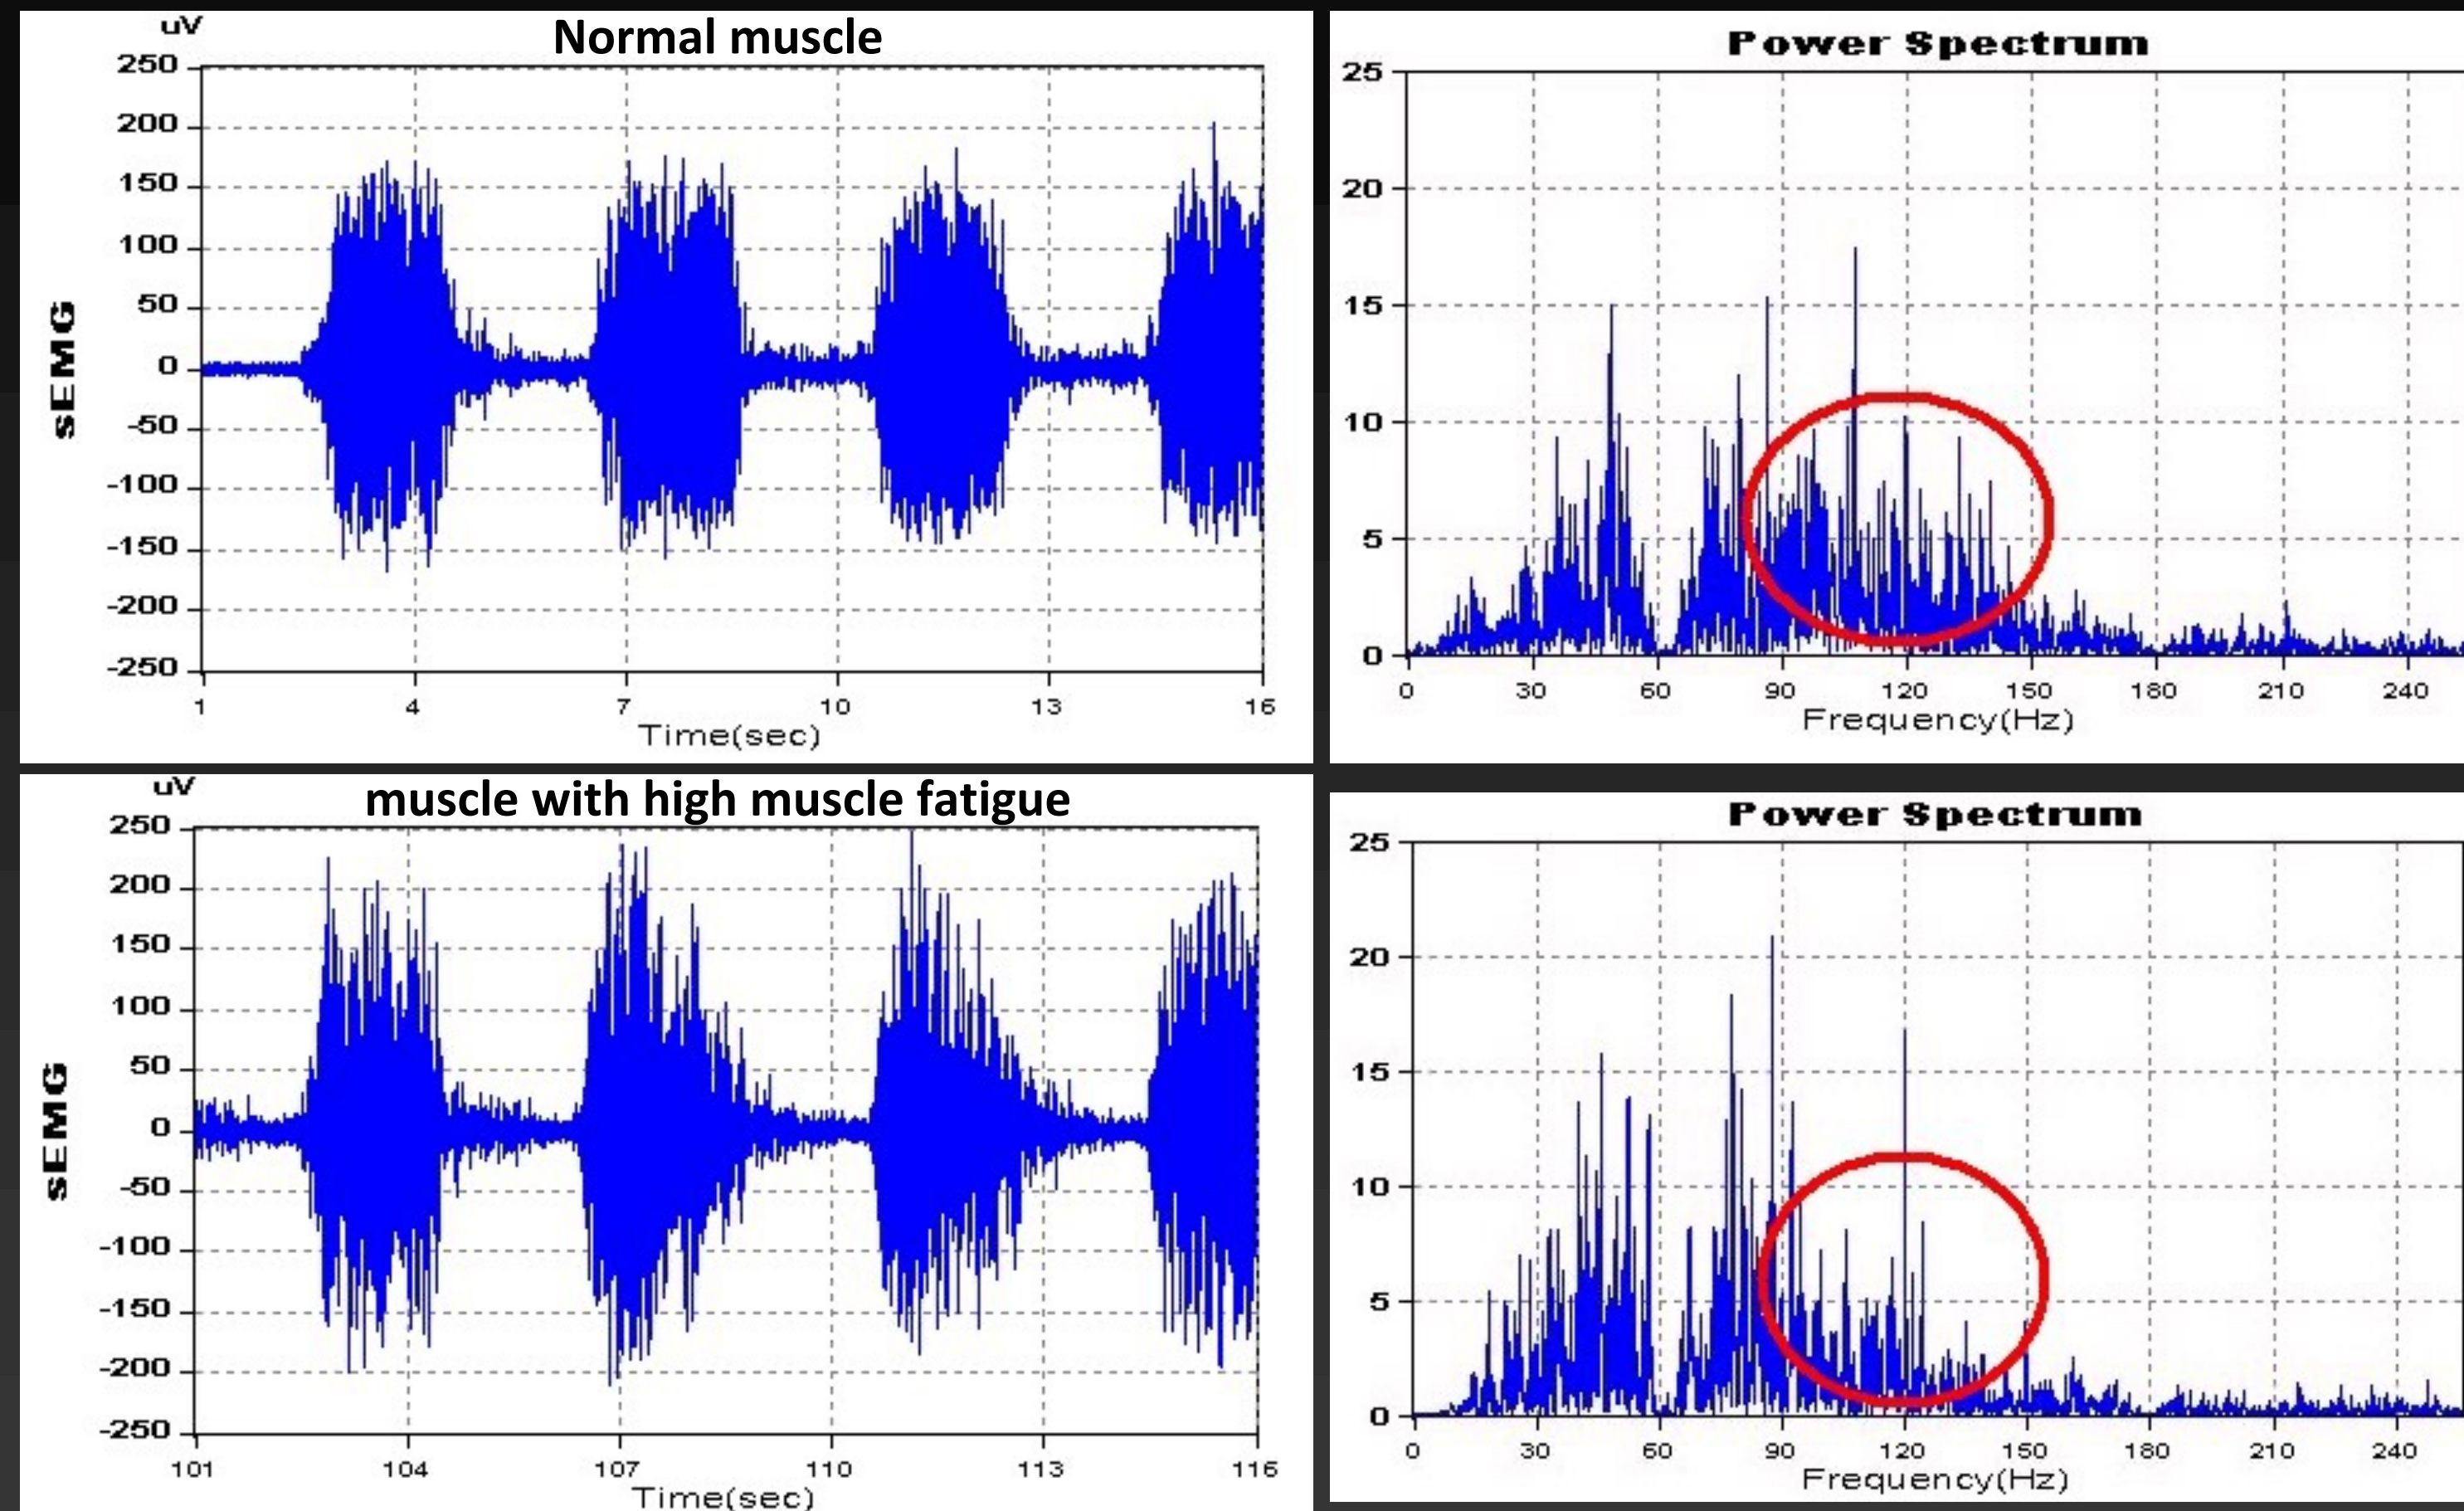 uV
Normal muscle
250
200
150
100
50
0
-50
-100
-150
-200
-250
sEMG
1 4 7 10 13 16
Time(sec)
Power Spectrum
25
20
15
10
5
0
0 30 60 90 120 150 180 210 240
Frequency(Hz)
uV
muscle with high muscle fatigue
250
200
150
100
50
0
-50
-100
-150
-200
-250
sEMG
101 104 107 110 113 116
Time(sec)
Power Spectrum
25
20
15
10
5
0
0 30 60 90 120 150 180 210 240
Frequency(Hz)